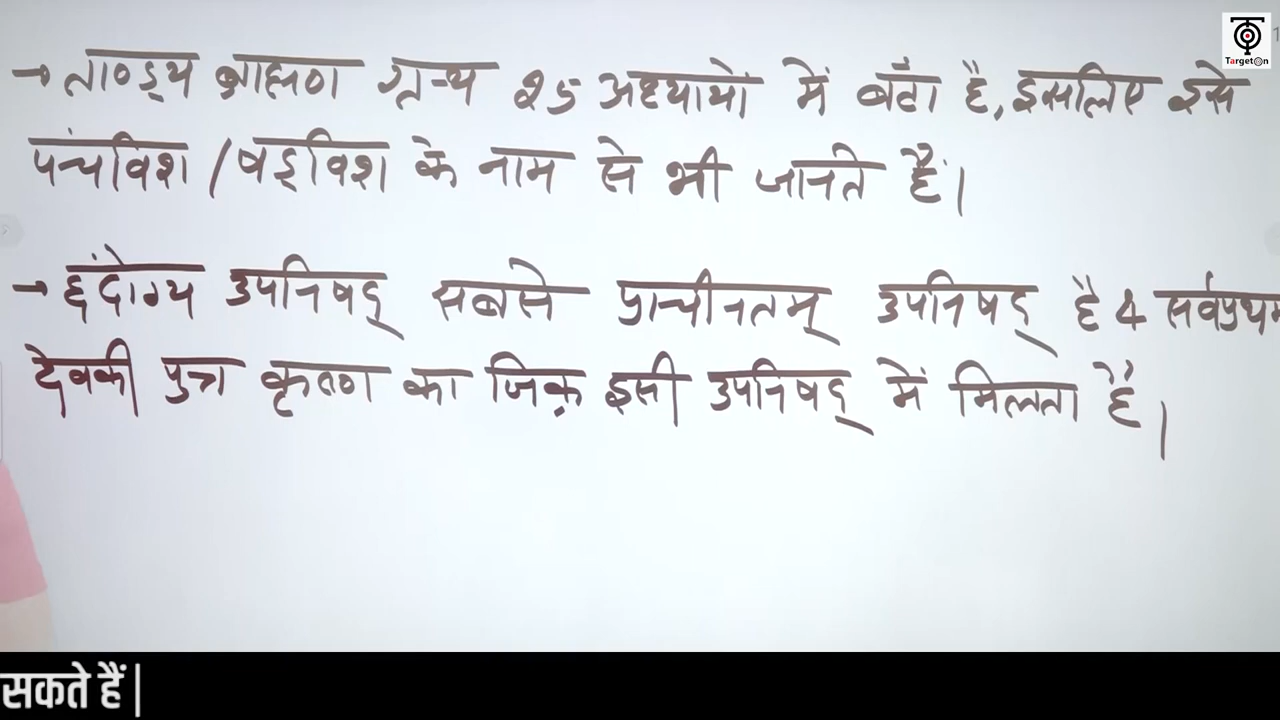 TargetOn
1
→ ताण्ड्य ब्राह्मण ग्रन्थ 25 अध्यायों में बँटा है, इसलिए इसे
पंचविश / षड्विश के नाम से भी जानते हैं।
→ छंदोग्य उपनिषद् सबसे प्राचीनतम् उपनिषद् है & सर्वप्रथम
देवकी पुत्र कृष्ण का जिक्र इसी उपनिषद् में मिलता है।
सकते हैं |